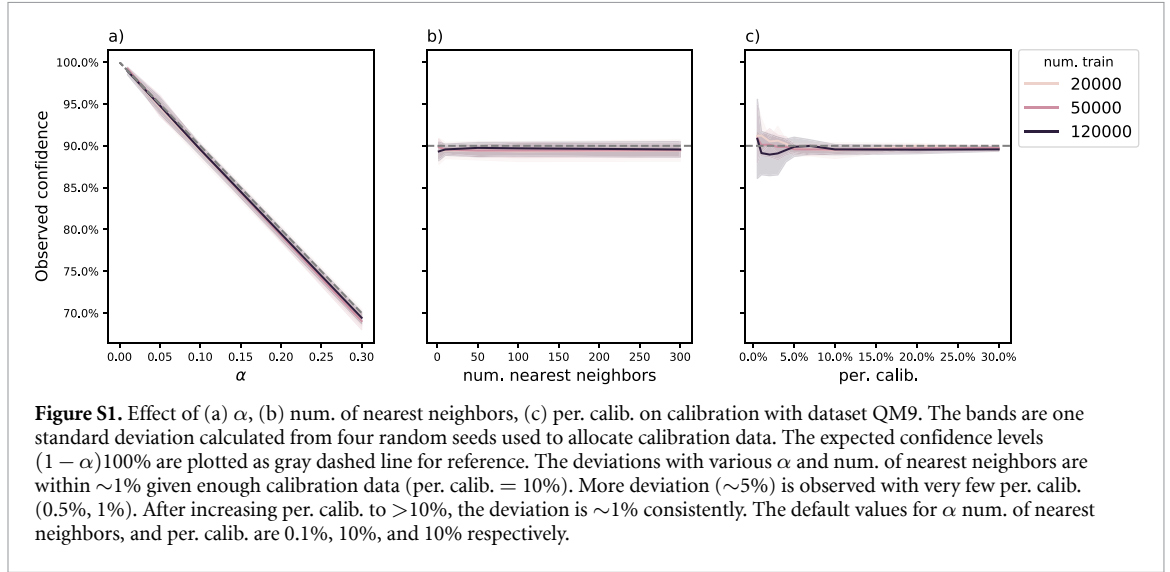 a)
b)
c)
Observed confidence
100.0%
95.0%
90.0%
85.0%
80.0%
75.0%
70.0%
0.00 0.05 0.10 0.15 0.20 0.25 0.30
α
0 50 100 150 200 250 300
num. nearest neighbors
0.0% 5.0% 10.0% 15.0% 20.0% 25.0% 30.0%
per. calib.
num. train
20000
50000
120000
Figure S1. Effect of (a) α, (b) num. of nearest neighbors, (c) per. calib. on calibration with dataset QM9. The bands are one
standard deviation calculated from four random seeds used to allocate calibration data. The expected confidence levels
(1 − α)100% are plotted as gray dashed line for reference. The deviations with various α and num. of nearest neighbors are
within ∼1% given enough calibration data (per. calib. = 10%). More deviation (∼5%) is observed with very few per. calib.
(0.5%, 1%). After increasing per. calib. to >10%, the deviation is ∼1% consistently. The default values for α num. of nearest
neighbors, and per. calib. are 0.1%, 10%, and 10% respectively.